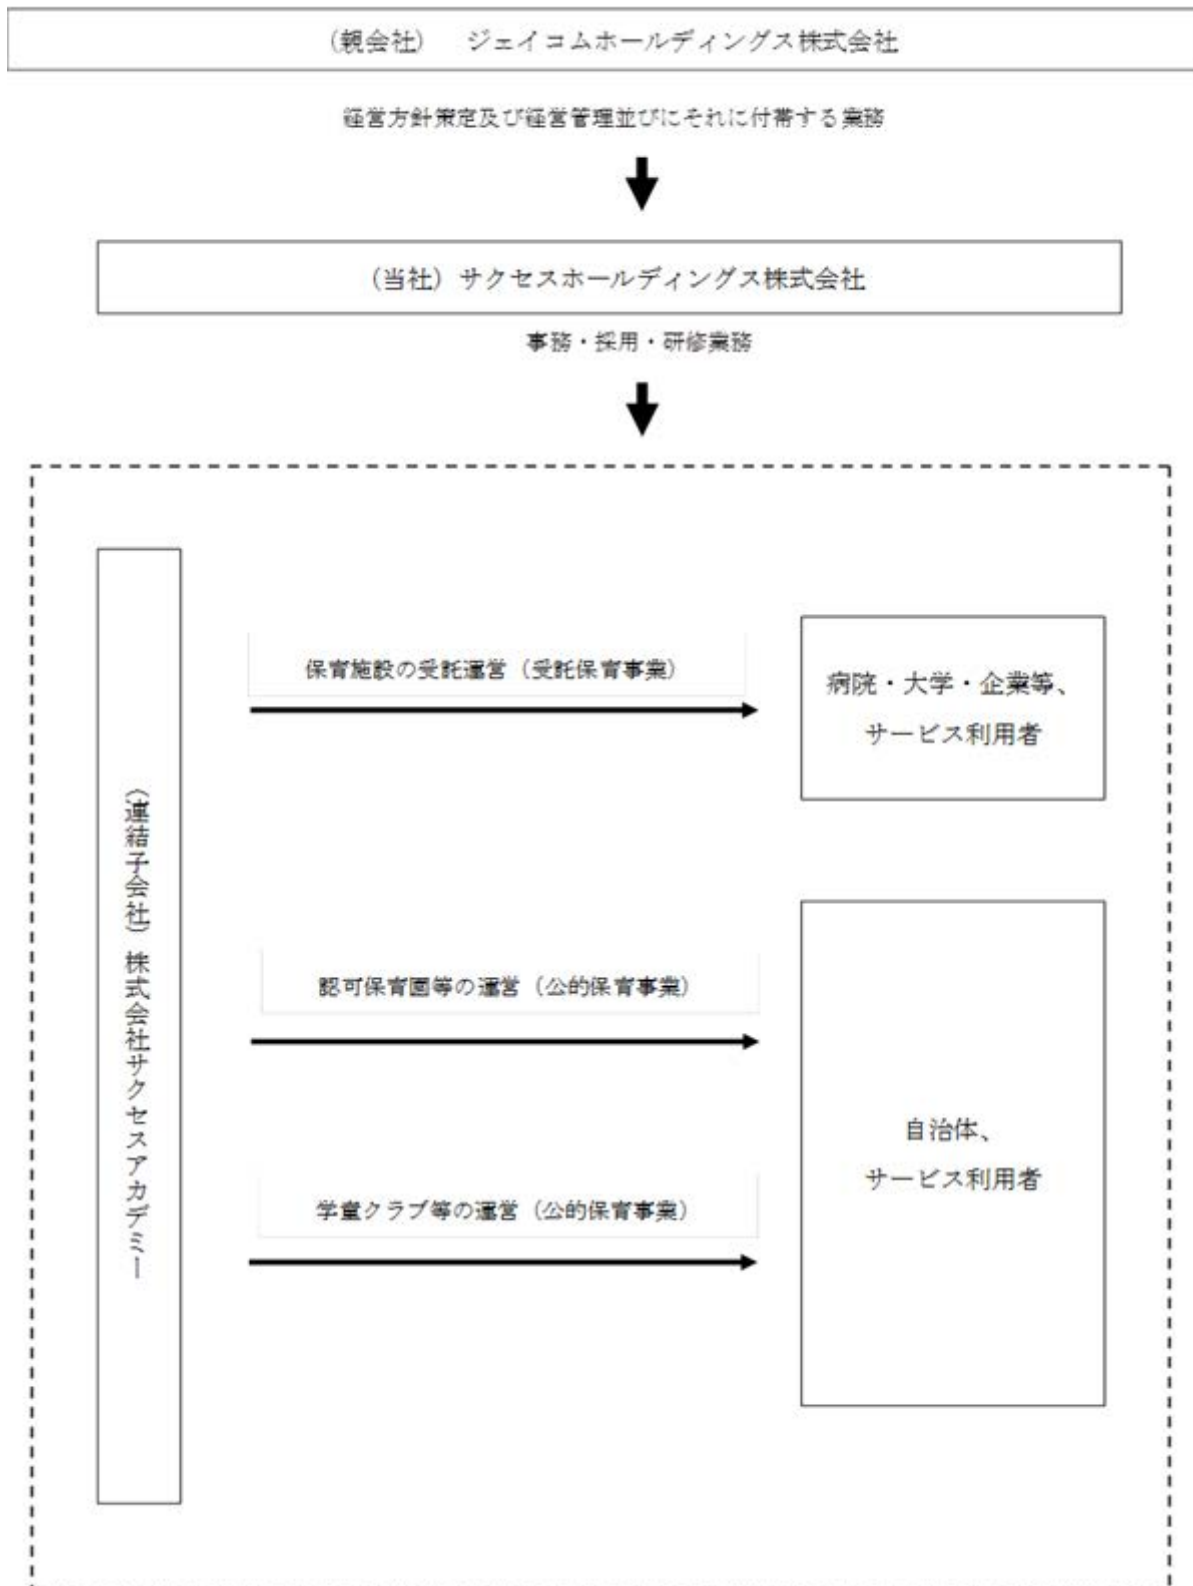 （親会社）　ジェイコムホールディングス株式会社
経営方針策定及び経営管理並びにそれに付帯する業務
（当社）サクセスホールディングス株式会社
事務・採用・研修業務
（連結子会社）株式会社サクセスアカデミー
保育施設の受託運営（受託保育事業）
病院・大学・企業等、
サービス利用者
認可保育園等の運営（公的保育事業）
学童クラブ等の運営（公的保育事業）
自治体、
サービス利用者